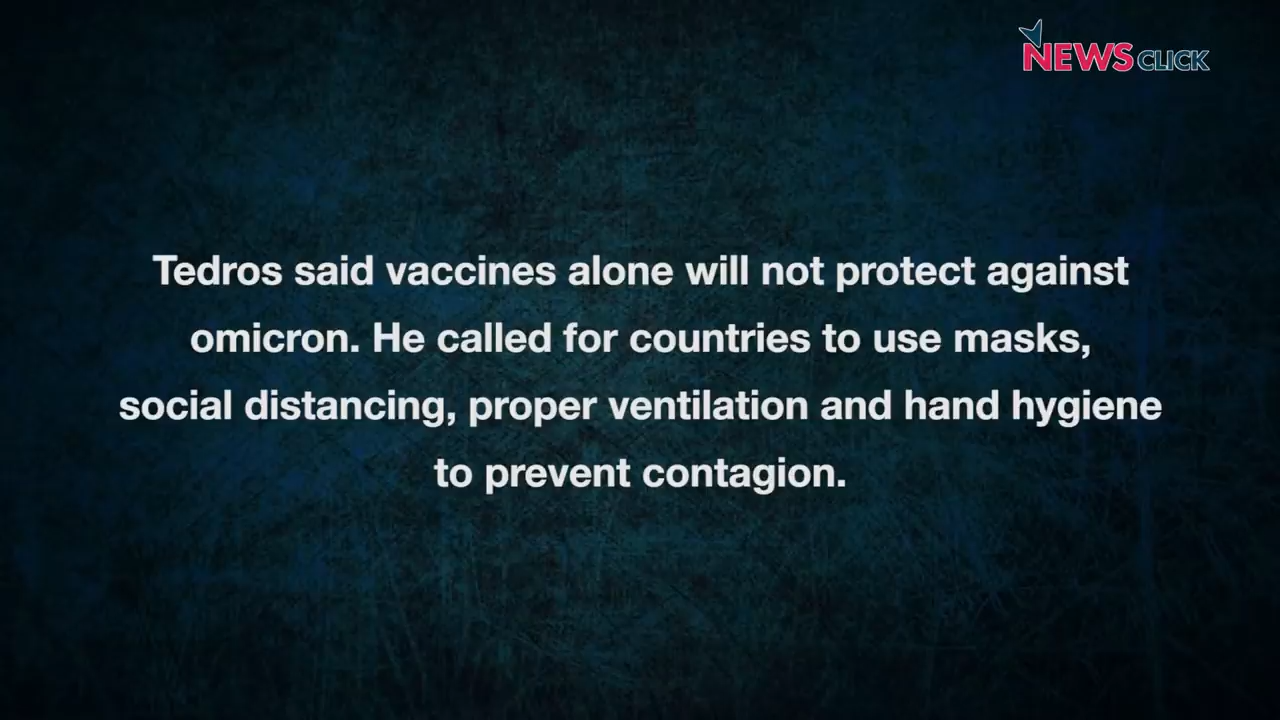 NEWSCLICK
Tedros said vaccines alone will not protect against
omicron. He called for countries to use masks,
social distancing, proper ventilation and hand hygiene
to prevent contagion.